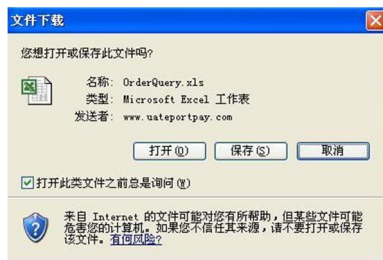 文件下载
您想打开或保存此文件吗?
名称: OrderQuery.xls
类型: Microsoft Excel 工作表
发送者: www.uateportpay.com
打开(O) 保存(S) 取消
打开此类文件之前总是询问(W)
来自 Internet 的文件可能对您有所帮助,但某些文件可能
危害您的计算机。如果您不信任其来源,请不要打开或保存
该文件。有何风险?